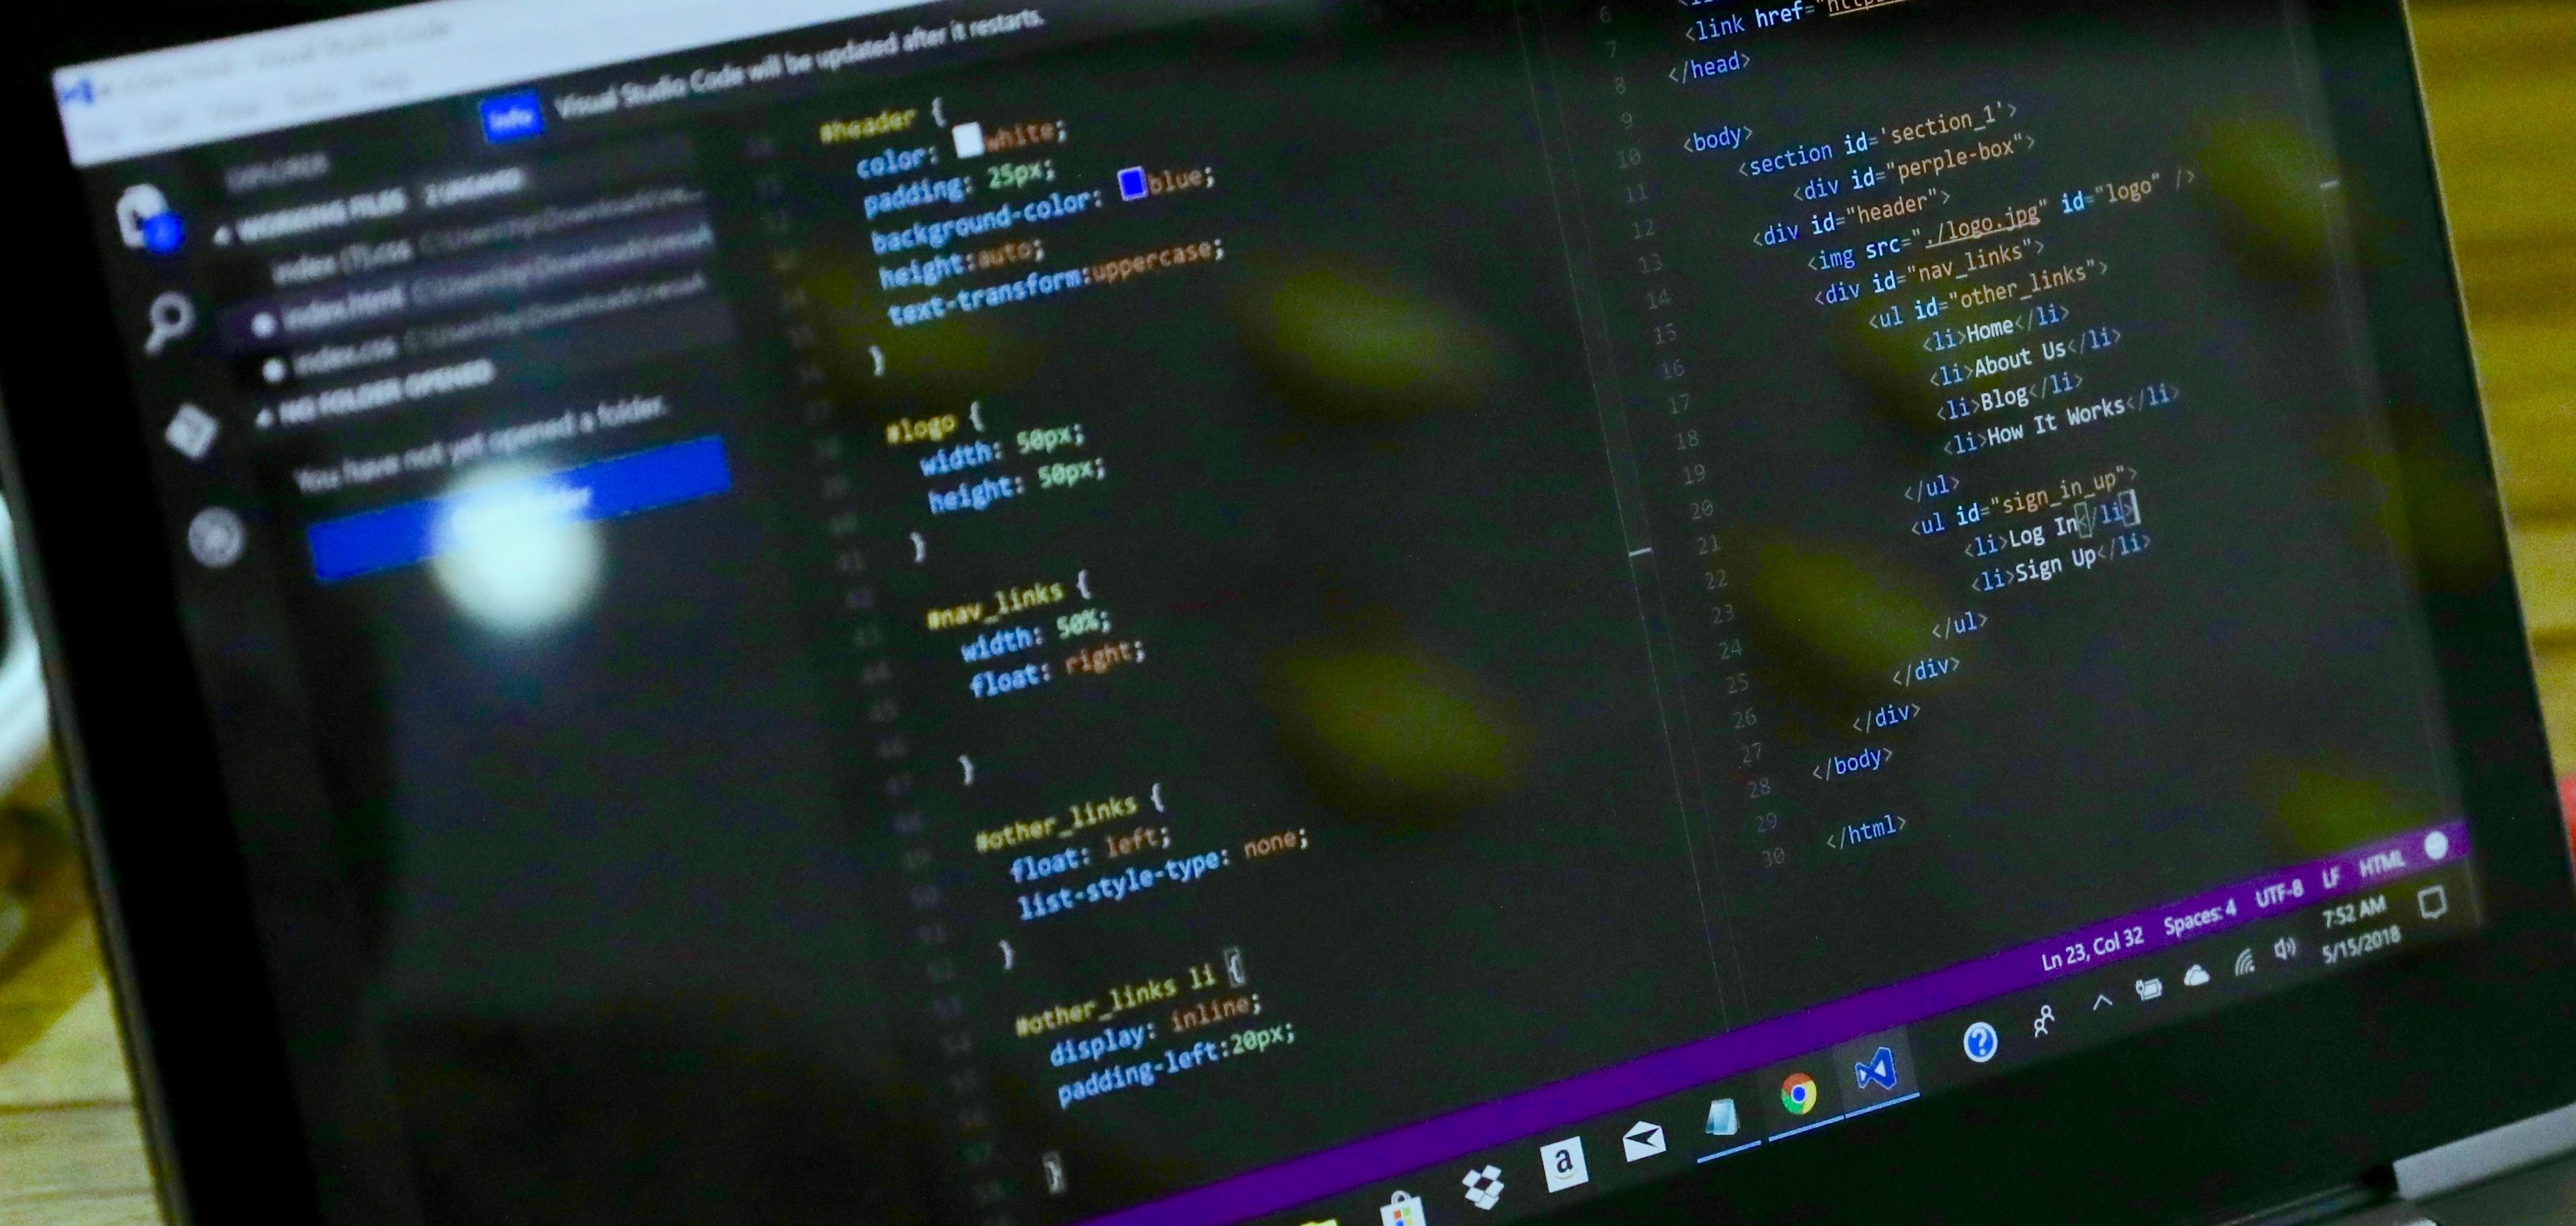 Visual Studio Code
Info Visual Studio Code will be updated after it restarts.
EXPLORER
WORKING FILES 2 UNSAVED
index (7).css
index.html
index.css
NO FOLDER OPENED
You have not yet opened a folder.
#header {
color: white;
padding: 25px;
background-color: blue;
height:auto;
text-transform:uppercase;
}
#logo {
width: 50px;
height: 50px;
}
#nav_links {
width: 50%;
float: right;
}
#other_links {
float: left;
list-style-type: none;
}
#other_links li {
display: inline;
padding-left:20px;
}
6
7 <link href="http
8 </head>
9
10 <body>
11 <section id='section_1'>
12 <div id="perple-box">
13 <div id="header">
14 <img src="./logo.jpg" id="logo" />
15 <div id="nav_links">
16 <ul id="other_links">
17 <li>Home</li>
18 <li>About Us</li>
19 <li>Blog</li>
20 <li>How It Works</li>
21 </ul>
22 <ul id="sign_in_up">
23 <li>Log In</li>
24 <li>Sign Up</li>
25 </ul>
26 </div>
27 </div>
28 </body>
29
30 </html>
Ln 23, Col 32 Spaces: 4 UTF-8 LF HTML
7:52 AM
5/15/2018
a
?